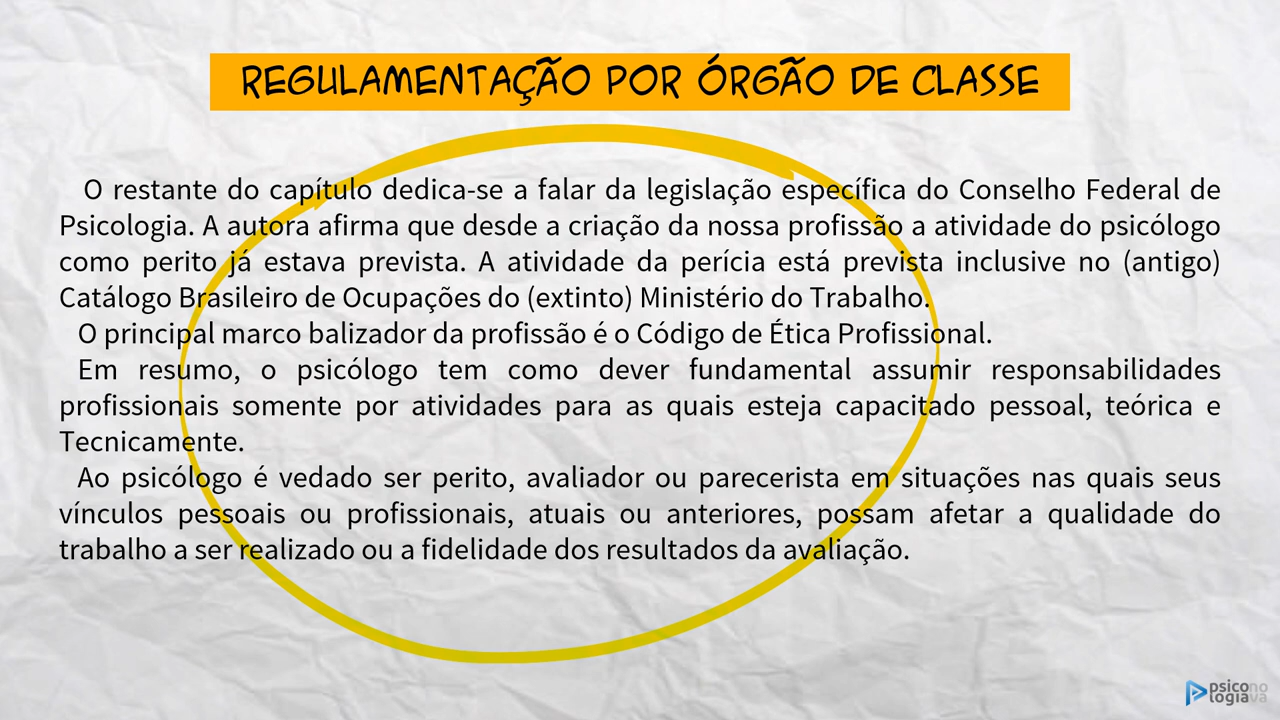 REGULAMENTAÇÃO POR ÓRGÃO DE CLASSE
O restante do capítulo dedica-se a falar da legislação específica do Conselho Federal de
Psicologia. A autora afirma que desde a criação da nossa profissão a atividade do psicólogo
como perito já estava prevista. A atividade da perícia está prevista inclusive no (antigo)
Catálogo Brasileiro de Ocupações do (extinto) Ministério do Trabalho.
O principal marco balizador da profissão é o Código de Ética Profissional.
Em resumo, o psicólogo tem como dever fundamental assumir responsabilidades
profissionais somente por atividades para as quais esteja capacitado pessoal, teórica e
Tecnicamente.
Ao psicólogo é vedado ser perito, avaliador ou parecerista em situações nas quais seus
vínculos pessoais ou profissionais, atuais ou anteriores, possam afetar a qualidade do
trabalho a ser realizado ou a fidelidade dos resultados da avaliação.
psicono
logiava